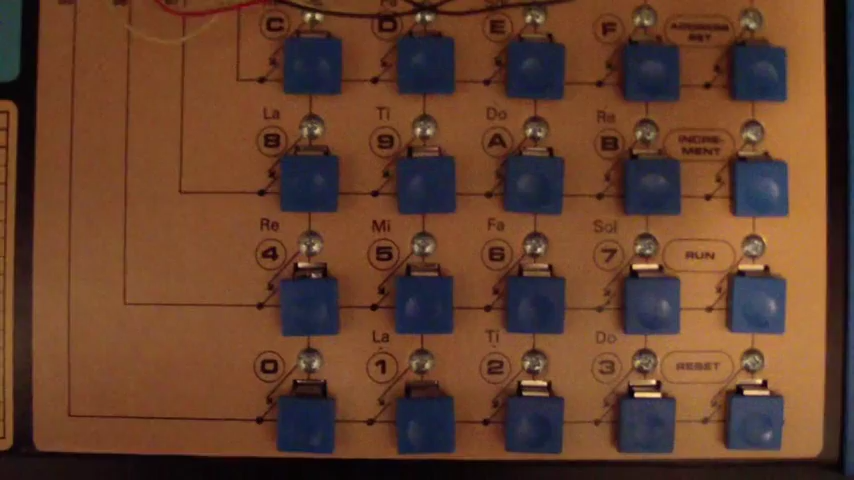 C D E F ADDRESS SET
La Ti Do Re
8 9 A B INCRE-MENT
Re Mi Fa Sol
4 5 6 7 RUN
La Ti Do
0 1 2 3 RESET